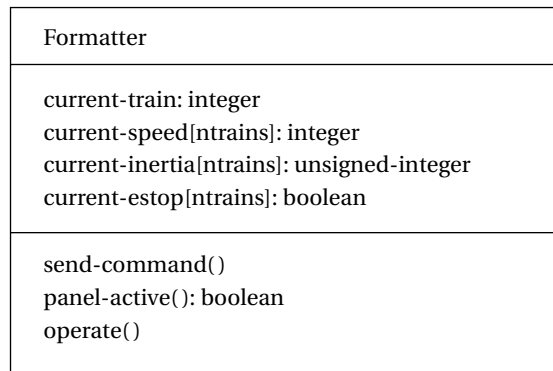 Formatter
current-train: integer
current-speed[ntrains]: integer
current-inertia[ntrains]: unsigned-integer
current-estop[ntrains]: boolean
send-command()
panel-active(): boolean
operate()